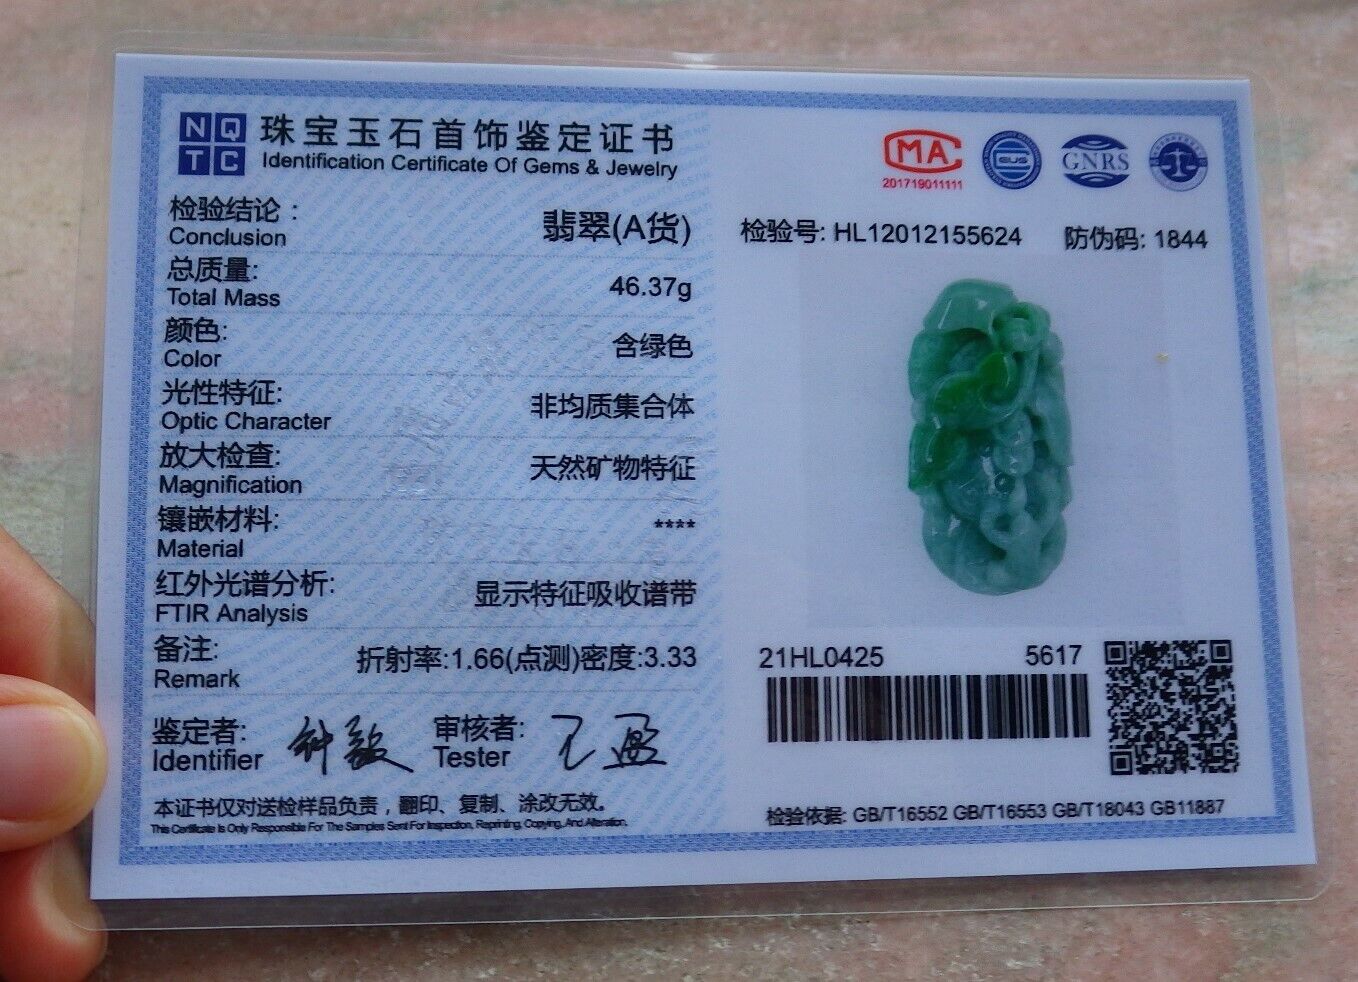 NQ
TC
珠宝玉石首饰鉴定证书
Identification Certificate Of Gems & Jewelry
检验结论：
Conclusion
翡翠(A货)
总质量:
Total Mass
46.37g
颜色:
Color
含绿色
光性特征:
Optic Character
非均质集合体
放大检查:
Magnification
天然矿物特征
镶嵌材料:
Material
****
红外光谱分析:
FTIR Analysis
显示特征吸收谱带
备注:
Remark
折射率:1.66(点测)密度:3.33
鉴定者:
Identifier
审核者:
Tester
本证书仅对送检样品负责，翻印、复制、涂改无效。
This Certificate Is Only Responsible For The Samples Sent For Inspection, Reprinting, Copying, And Alteration.
MA
201719011111
GNRS
检验号: HL12012155624
防伪码: 1844
21HL0425
5617
检验依据: GB/T16552 GB/T16553 GB/T18043 GB11887